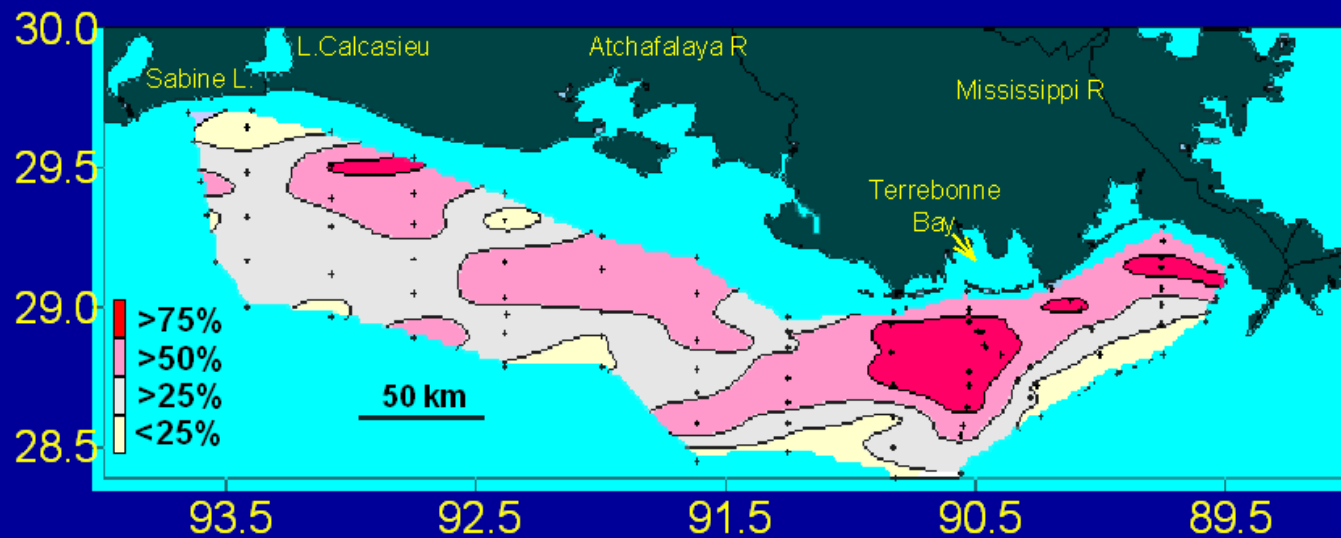 30.0
L.Calcasieu
Atchafalaya R
Sabine L.
Mississippi R
29.5
Terrebonne
Bay
29.0
>75%
>50%
>25%
<25%
50 km
28.5
93.5
92.5
91.5
90.5
89.5